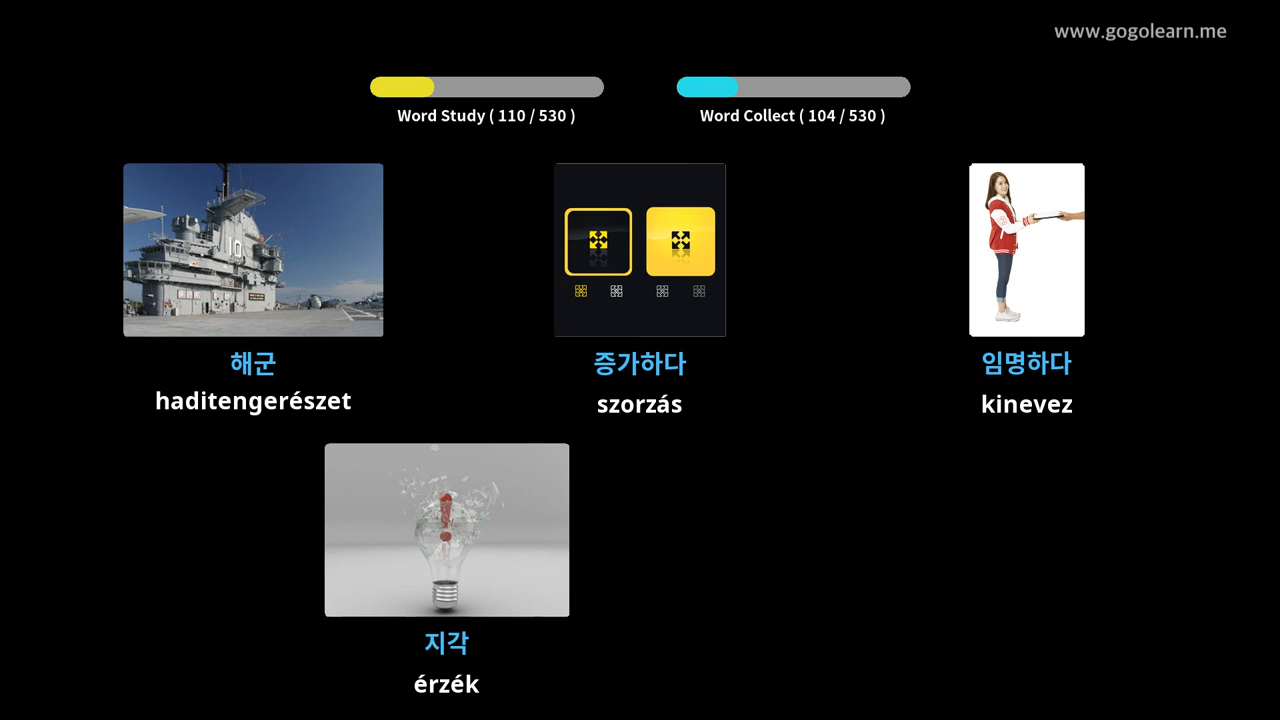 www.gogolearn.me
Word Study ( 110 / 530 )
Word Collect ( 104 / 530 )
10
해군
haditengerészet
증가하다
szorzás
임명하다
kinevez
지각
érzék